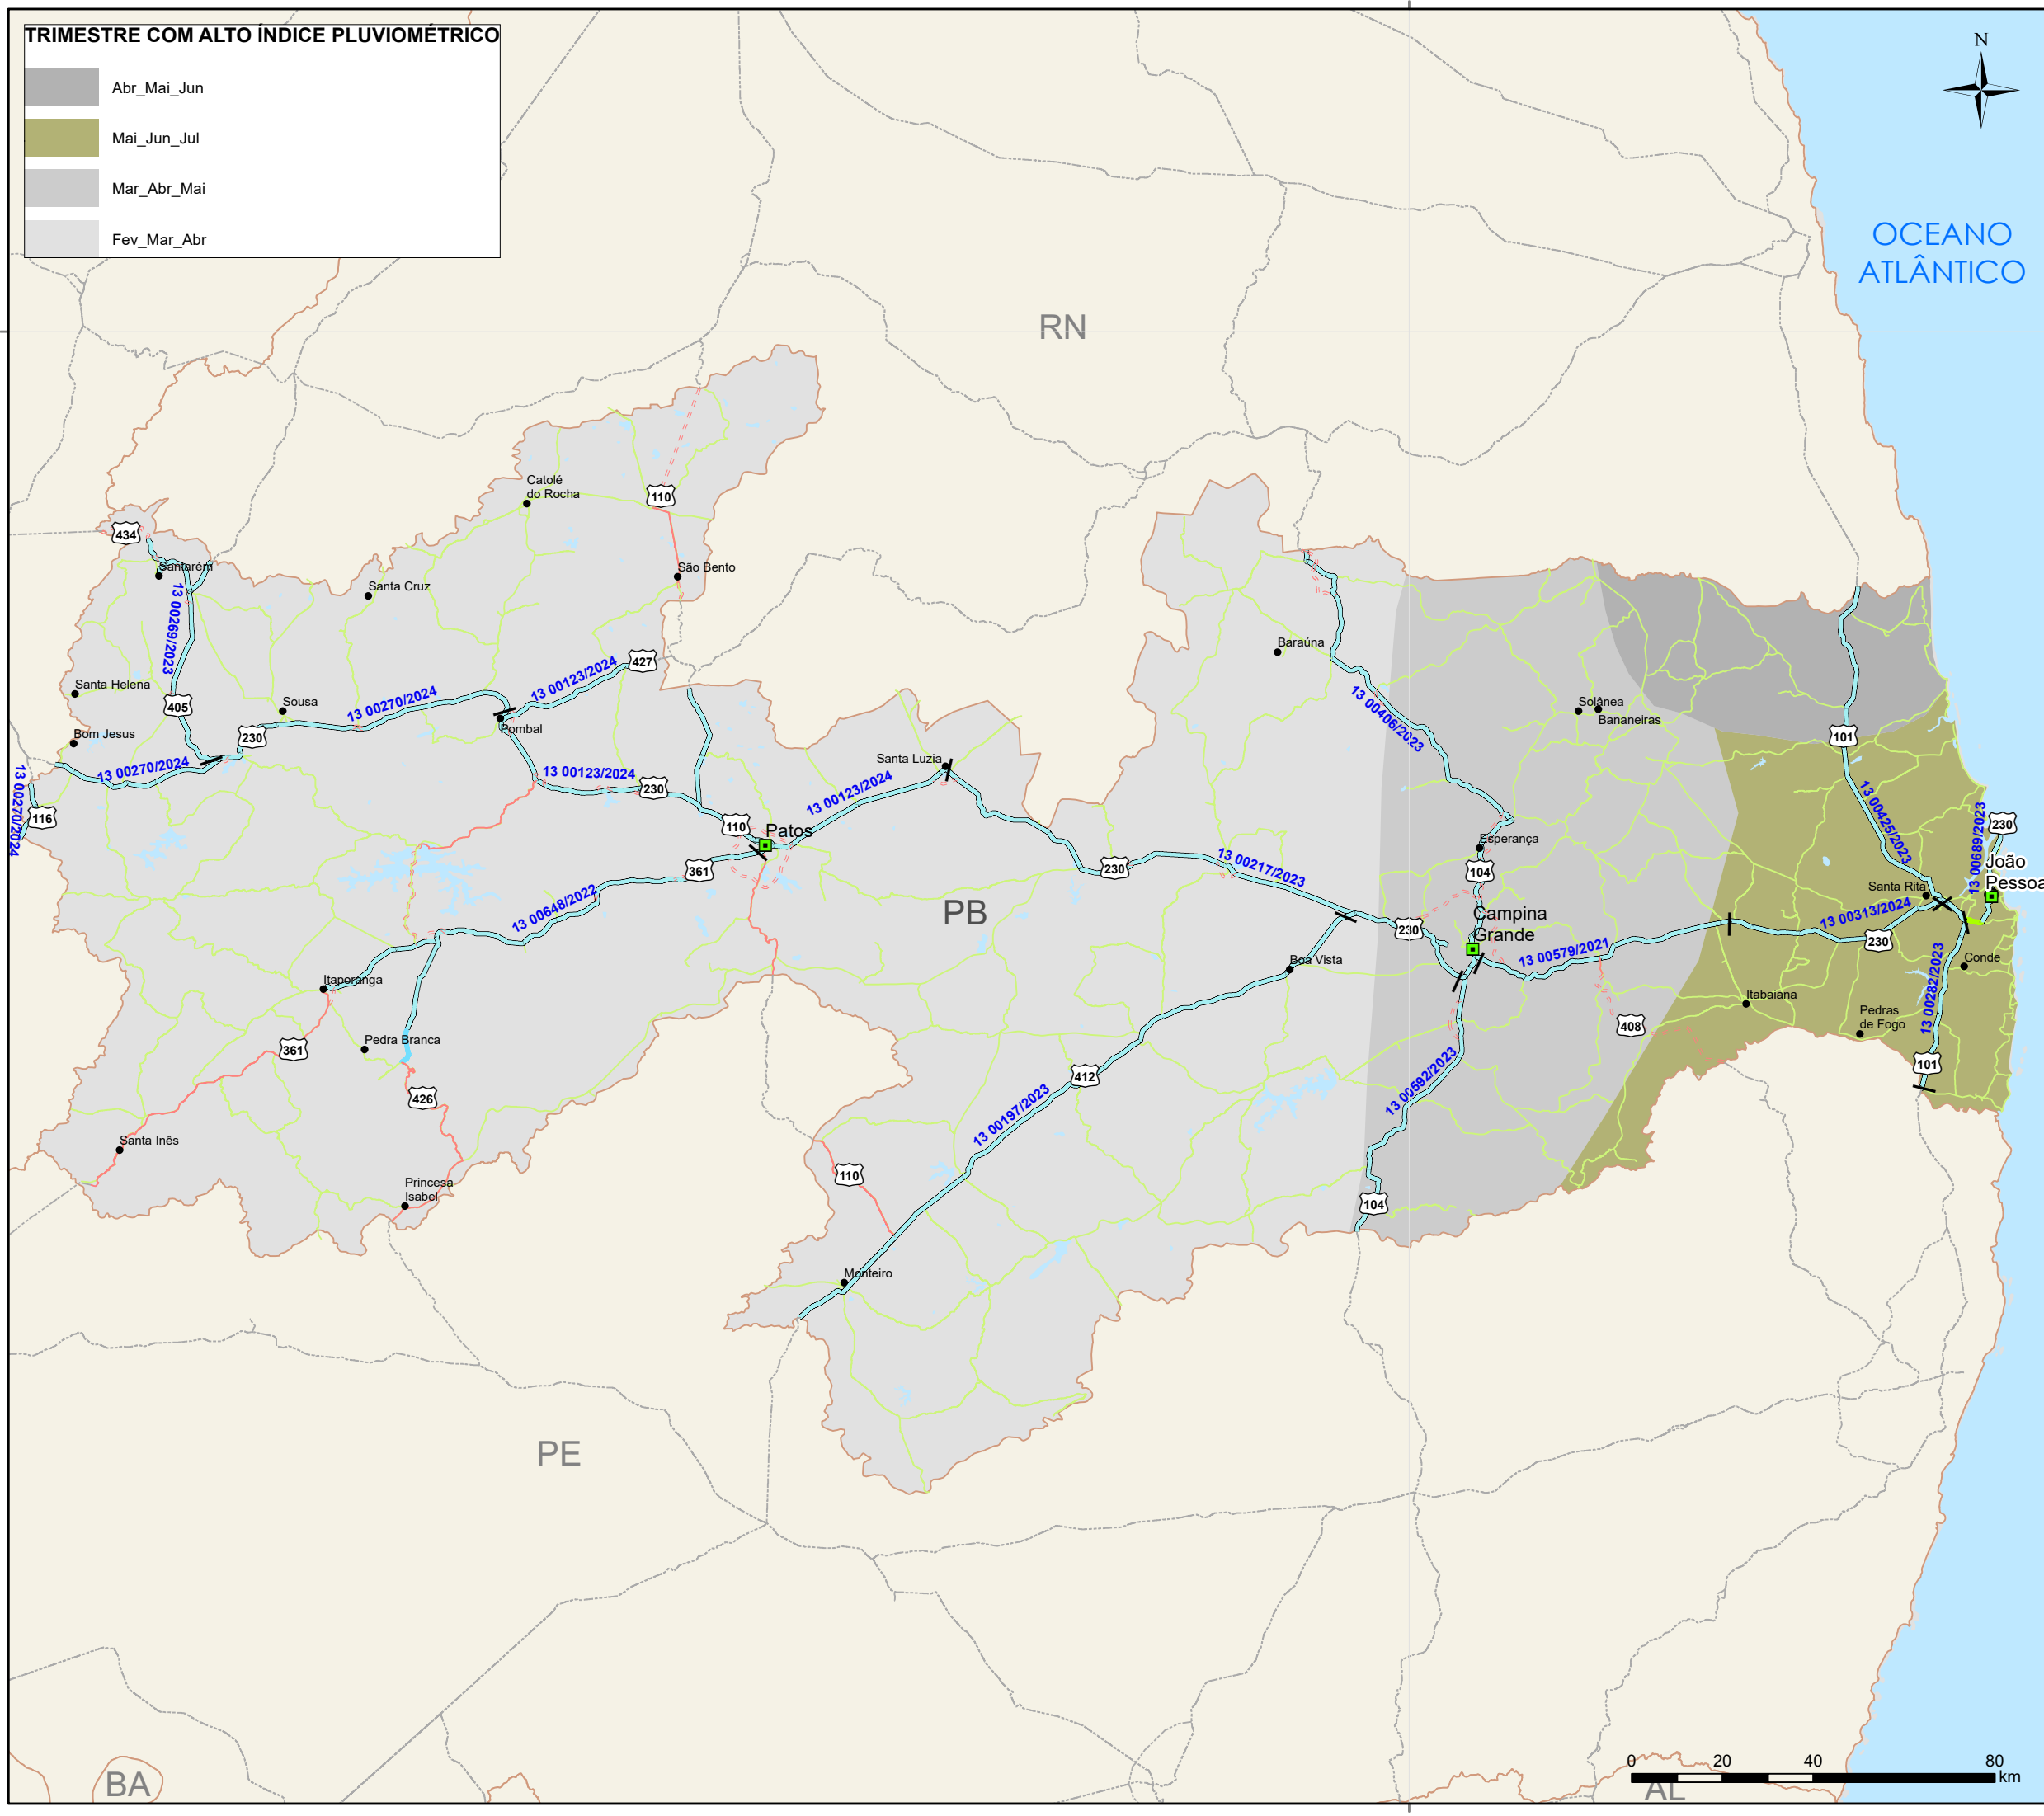 TRIMESTRE COM ALTO ÍNDICE PLUVIOMÉTRICO
Abr_Mai_Jun
Mai_Jun_Jul
Mar_Abr_Mai
Fev_Mar_Abr
N
OCEANO
ATLÂNTICO
RN
Catolé
do Rocha
110
434
Santarém
São Bento
Santa Cruz
13 00269/2023
Baraúna
427
13 00123/2024
Santa Helena
405
Sousa
13 00270/2024
Pombal
13 00406/2023
Solânea
Bananeiras
Bom Jesus
230
101
13 00270/2024
13 00123/2024
230
Santa Luzia
13 00123/2024
13 00270/2024
116
110
Patos
13 00425/2023
13 00689/2023
230
Esperança
João
Pessoa
361
230
13 00217/2023
104
Santa Rita
13 00648/2022
PB
Campina
Grande
230
13 00313/2024
230
13 00579/2021
Boa Vista
Conde
Itaporanga
13 00282/2023
Itabaiana
Pedras
de Fogo
408
Pedra Branca
361
412
101
426
13 00592/2023
13 00197/2023
Santa Inês
110
Princesa
Isabel
104
Monteiro
PE
0 20 40 80
km
BA
AL